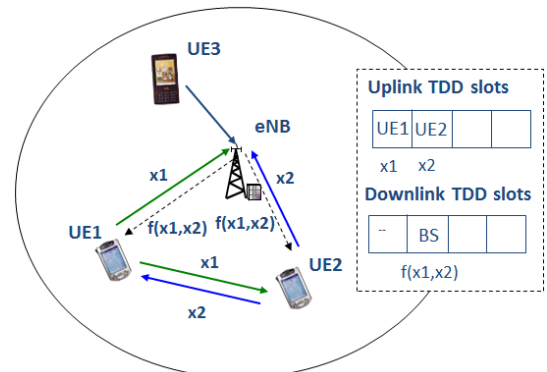 UE3
eNB
x1
x2
f(x1,x2)
f(x1,x2)
UE1
UE2
x1
x2
Uplink TDD slots
UE1 UE2
x1 x2
Downlink TDD slots
-- BS
f(x1,x2)